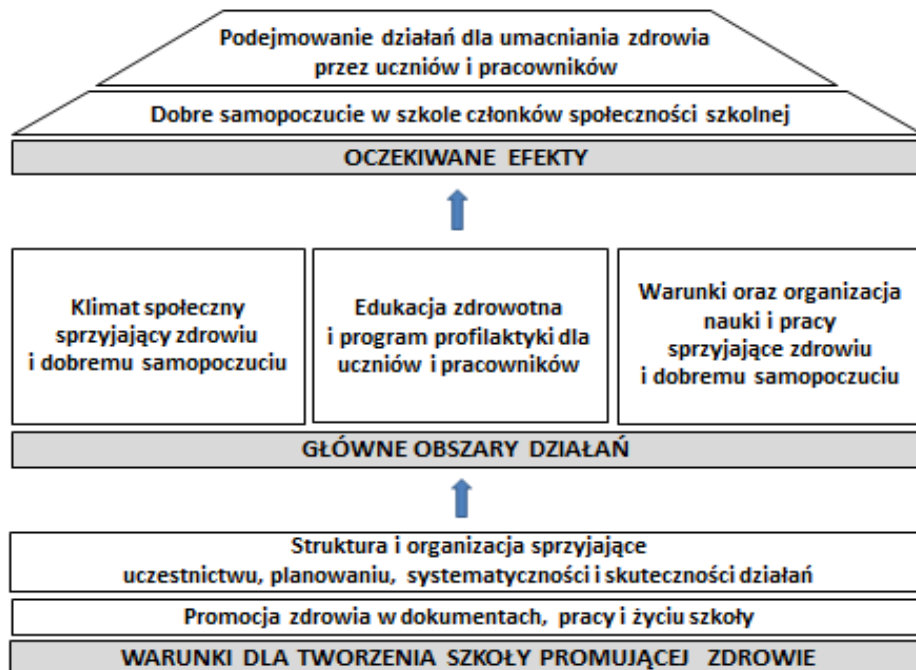 Podejmowanie działań dla umacniania zdrowia
przez uczniów i pracowników
Dobre samopoczucie w szkole członków społeczności szkolnej
OCZEKIWANE EFEKTY
Klimat społeczny
sprzyjający zdrowiu
i dobremu samopoczuciu
Edukacja zdrowotna
i program profilaktyki dla
uczniów i pracowników
Warunki oraz organizacja
nauki i pracy
sprzyjające zdrowiu
i dobremu samopoczuciu
GŁÓWNE OBSZARY DZIAŁAŃ
Struktura i organizacja sprzyjające
uczestnictwu, planowaniu, systematyczności i skuteczności działań
Promocja zdrowia w dokumentach, pracy i życiu szkoły
WARUNKI DLA TWORZENIA SZKOŁY PROMUJĄCEJ ZDROWIE